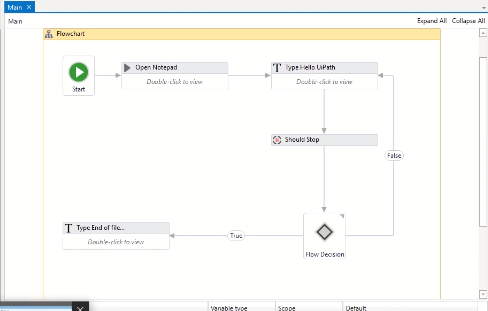 Main
Main
Expand All
Collapse All
Flowchart
Start
Open Notepad
Double-click to view
Type Hello UiPath
Double-click to view
Should Stop
False
Type End of file...
Double-click to view
True
Flow Decision
Variable type
Scope
Default